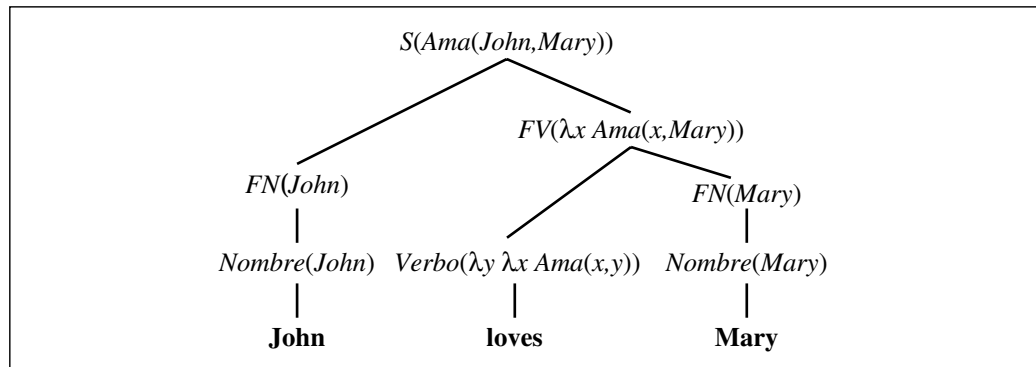 S(Ama(John,Mary))
FV(λx Ama(x,Mary))
FN(John)
FN(Mary)
Nombre(John) Verbo(λy λx Ama(x,y)) Nombre(Mary)
John loves Mary